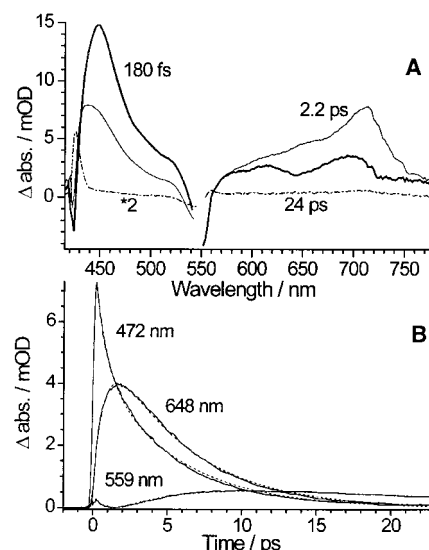 15
10
5
0
Δ abs. / mOD
180 fs
A
2.2 ps
*2
24 ps
450 500 550 600 650 700 750
Wavelength / nm
6
4
2
0
Δ abs. / mOD
B
472 nm
648 nm
559 nm
0 5 10 15 20
Time / ps